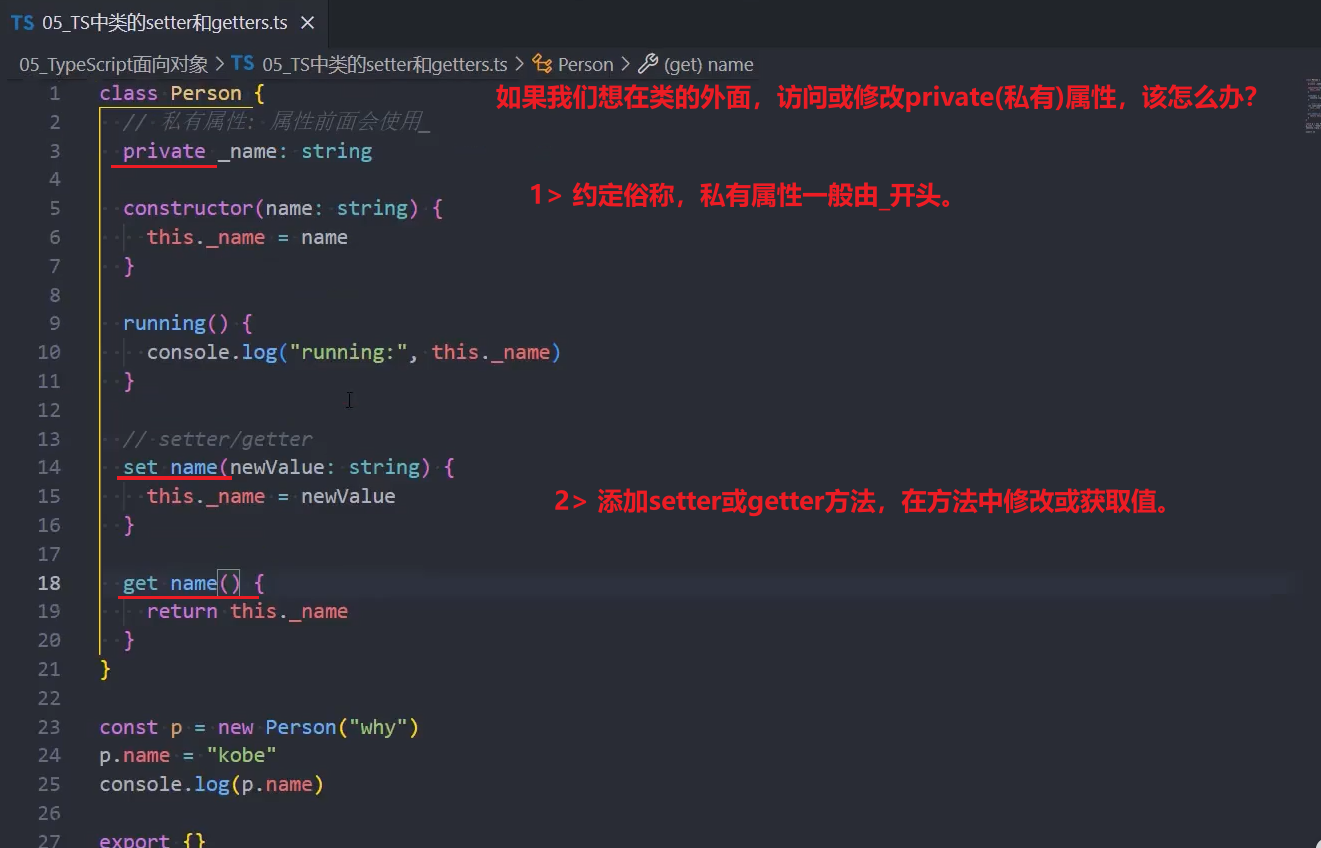 TS 05_TS中类的setter和getters.ts ×
05_TypeScript面向对象 > TS 05_TS中类的setter和getters.ts > Person > (get) name
1 class Person {
如果我们想在类的外面，访问或修改private(私有)属性，该怎么办?
2 // 私有属性: 属性前面会使用_
3 private _name: string
4
1> 约定俗称，私有属性一般由_开头。
5 constructor(name: string) {
6 this._name = name
7 }
8
9 running() {
10 console.log("running:", this._name)
11 }
12
13 // setter/getter
14 set name(newValue: string) {
15 this._name = newValue
2> 添加setter或getter方法，在方法中修改或获取值。
16 }
17
18 get name() {
19 return this._name
20 }
21 }
22
23 const p = new Person("why")
24 p.name = "kobe"
25 console.log(p.name)
26
27 export {}